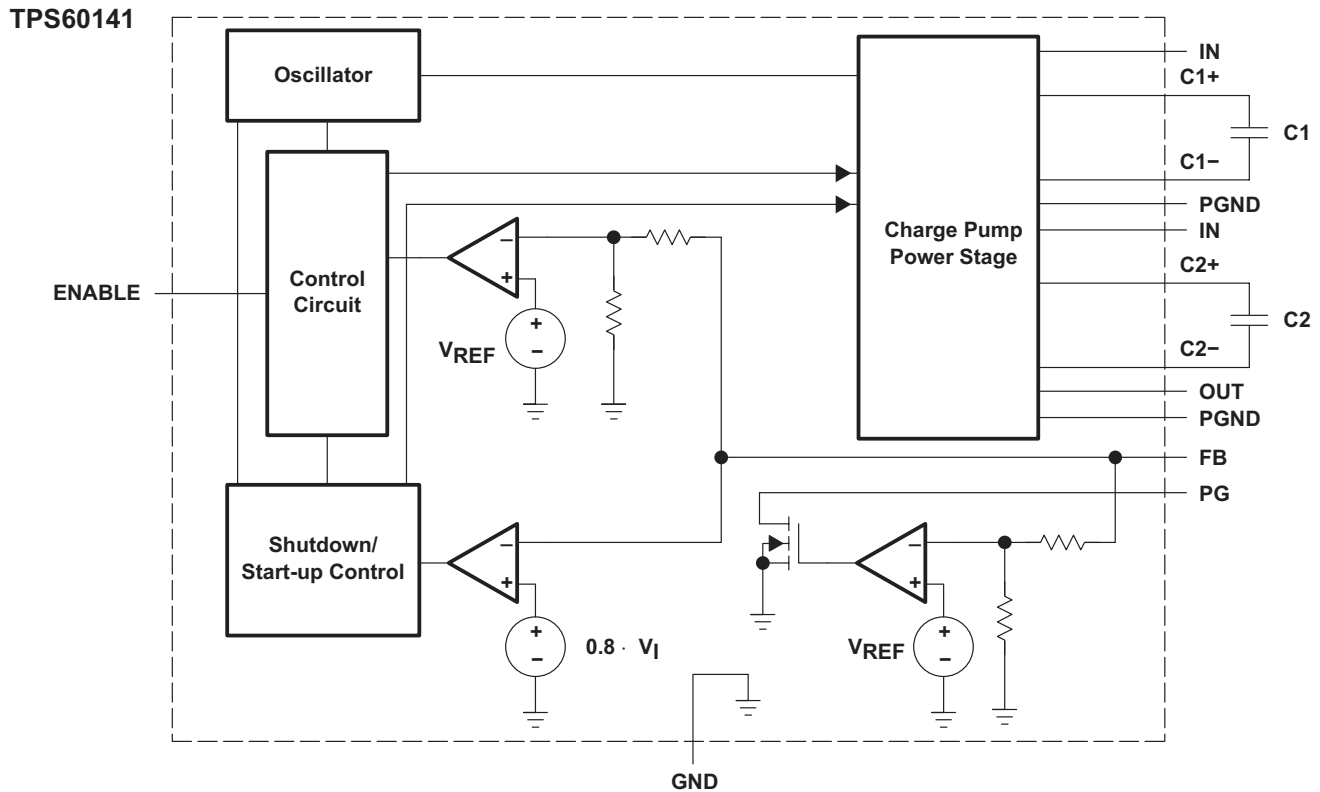 TPS60141
Oscillator
IN
C1+
C1
C1−
PGND
Charge Pump
Power Stage
IN
C2+
C2
C2−
OUT
PGND
ENABLE
Control
Circuit
−
+
+
−
VREF
FB
PG
Shutdown/
Start-up Control
−
+
+
−
0.8 · VI
−
+
+
−
VREF
GND